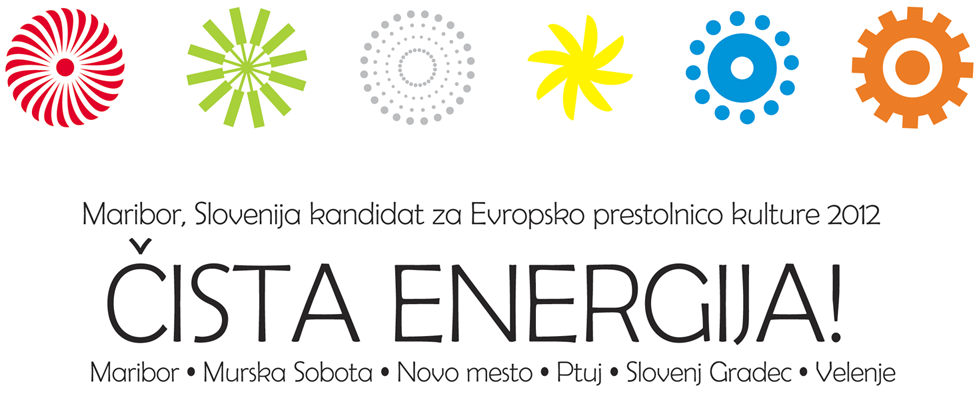 Maribor, Slovenija kandidat za Evropsko prestolnico kulture 2012
ČISTA ENERGIJA!
Maribor • Murska Sobota • Novo mesto • Ptuj • Slovenj Gradec • Velenje